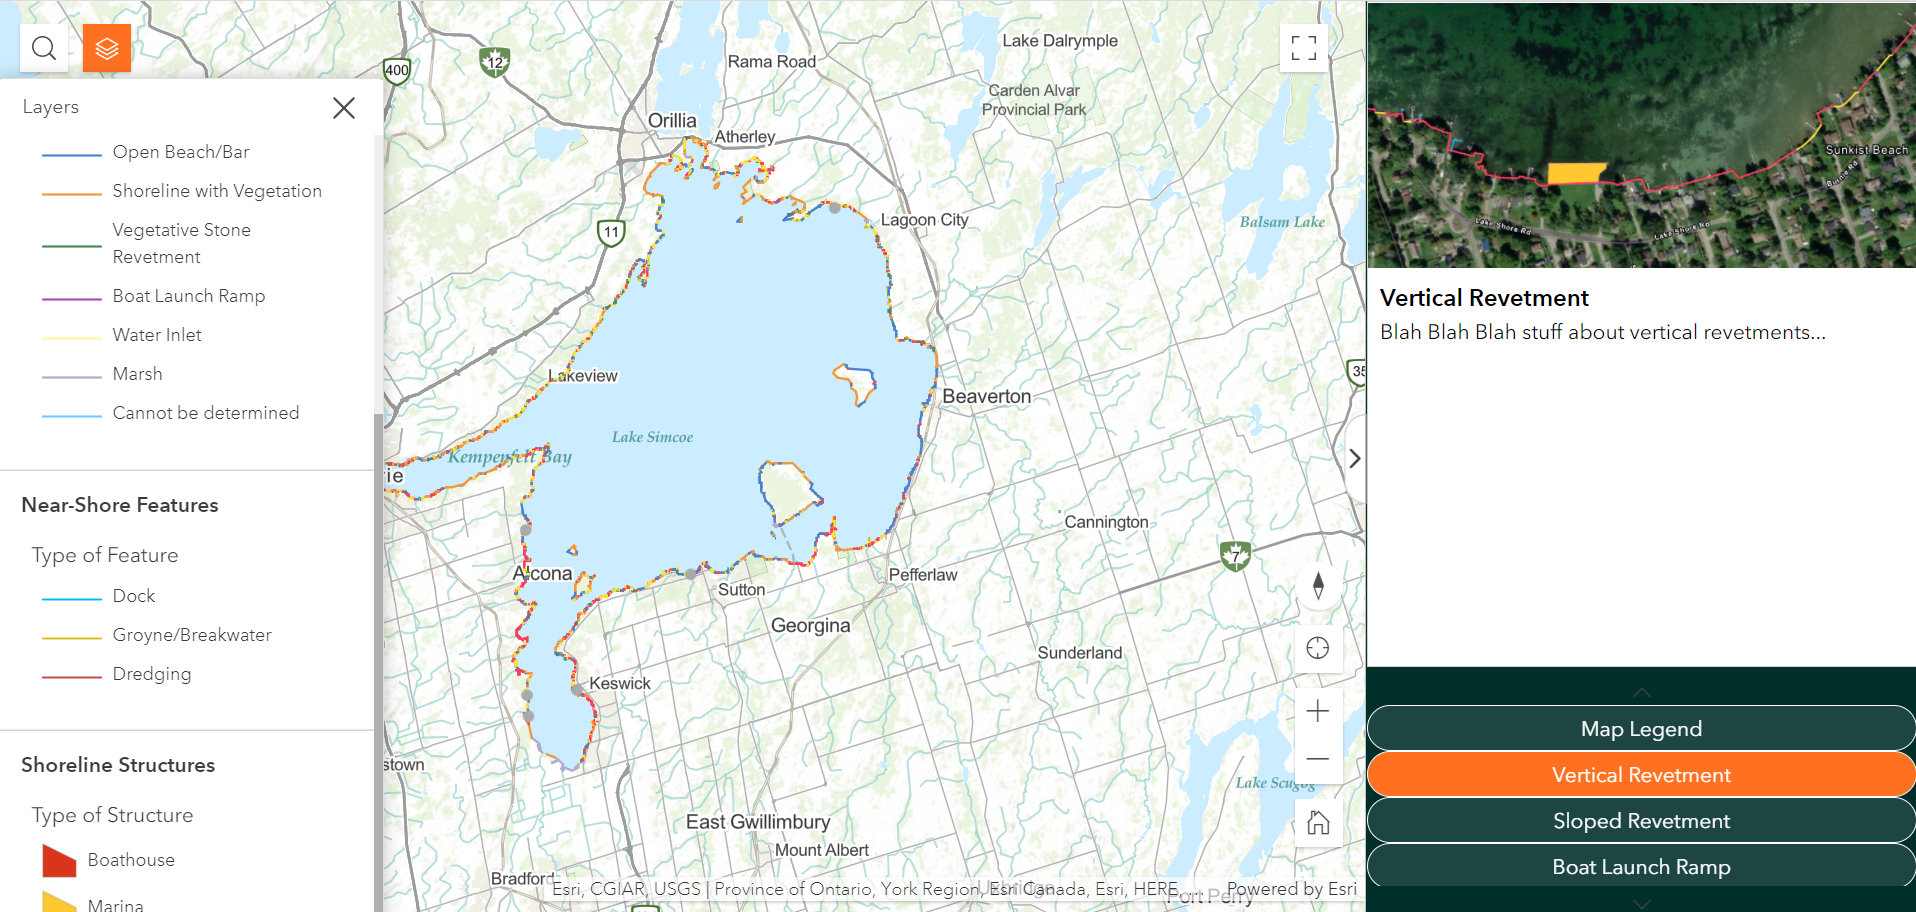 Layers
Open Beach/Bar
Shoreline with Vegetation
Vegetative Stone
Revetment
Boat Launch Ramp
Water Inlet
Marsh
Cannot be determined
Near-Shore Features
Type of Feature
Dock
Groyne/Breakwater
Dredging
Shoreline Structures
Type of Structure
Boathouse
Marina
400
12
Rama Road
Lake Dalrymple
Carden Alvar
Provincial Park
Orillia
Atherley
11
Lagoon City
Balsam Lake
Lakeview
35
Beaverton
Lake Simcoe
Kempenfelt Bay
rie
Cannington
7
Alcona
Pefferlaw
Sutton
Georgina
Sunderland
Keswick
stown
Lake Scugog
East Gwillimbury
Mount Albert
Bradford
Uxbridge
Port Perry
Esri, CGIAR, USGS | Province of Ontario, York Region, Esri Canada, Esri, HERE, ...
Powered by Esri
Sunkist Beach
Burnie Rd
Lake Shore Rd
Lake Shore Rd
Vertical Revetment
Blah Blah Blah stuff about vertical revetments...
Map Legend
Vertical Revetment
Sloped Revetment
Boat Launch Ramp